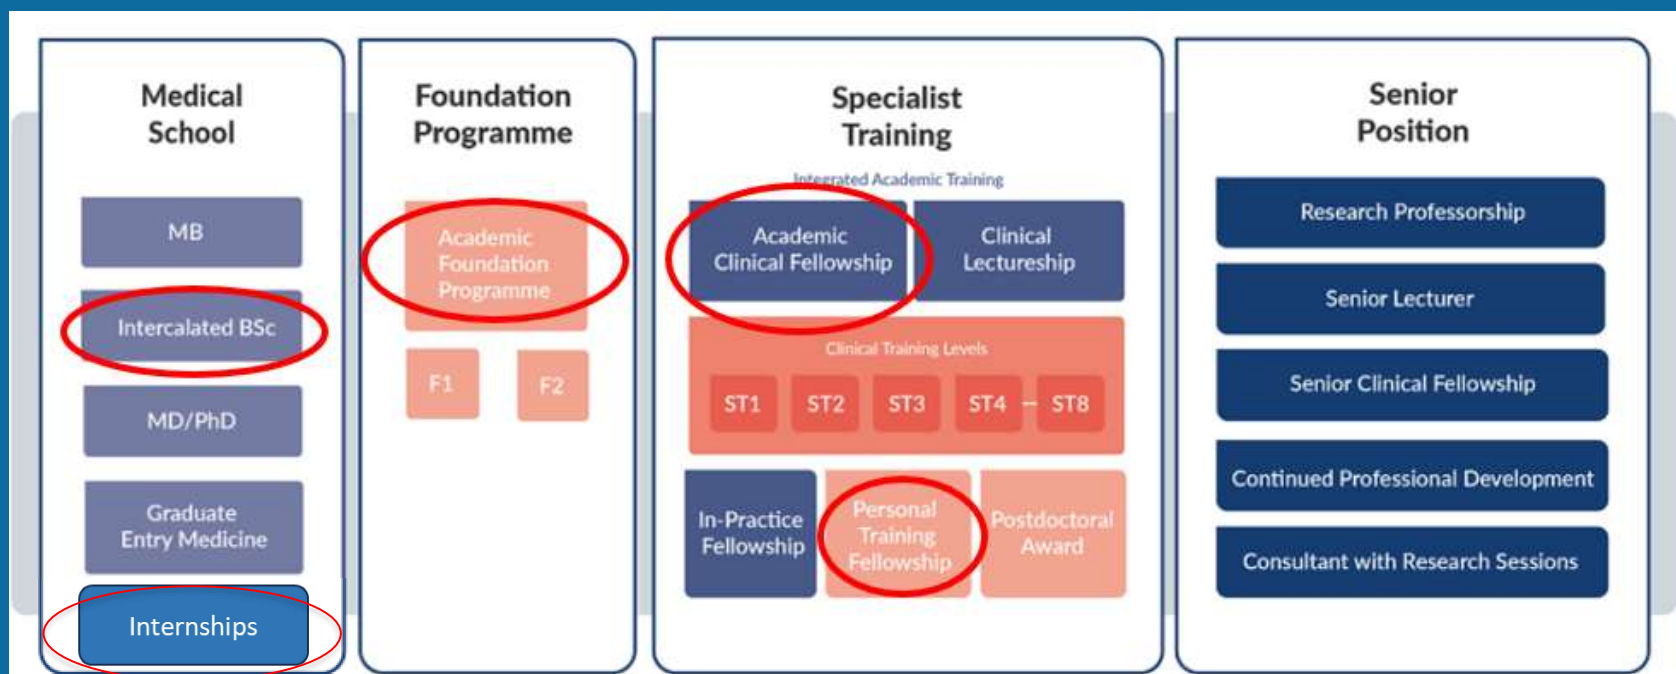 Medical
School
MB
Intercalated BSc
MD/PhD
Graduate
Entry Medicine
Internships
Foundation
Programme
Academic
Foundation
Programme
F1
F2
Specialist
Training
Integrated Academic Training
Academic
Clinical Fellowship
Clinical
Lectureship
Clinical Training Levels
ST1
ST2
ST3
ST4 – ST8
In-Practice
Fellowship
Personal
Training
Fellowship
Postdoctoral
Award
Senior
Position
Research Professorship
Senior Lecturer
Senior Clinical Fellowship
Continued Professional Development
Consultant with Research Sessions